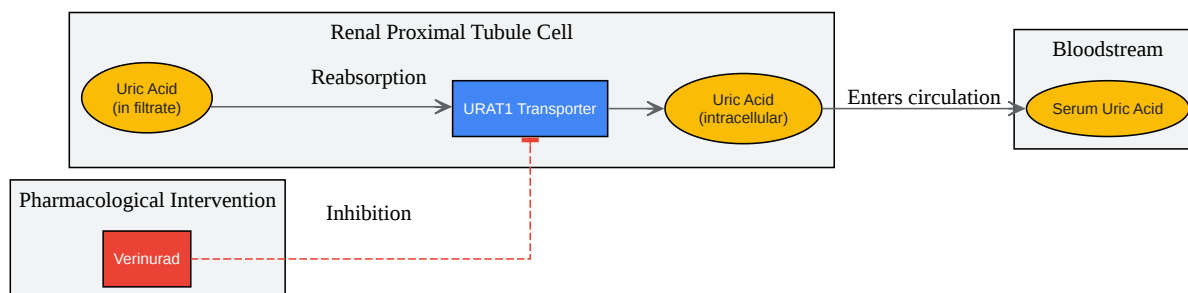 Renal Proximal Tubule Cell
Uric Acid
(in filtrate)
Reabsorption
URAT1 Transporter
Uric Acid
(intracellular)
Enters circulation
Bloodstream
Serum Uric Acid
Pharmacological Intervention
Verinurad
Inhibition